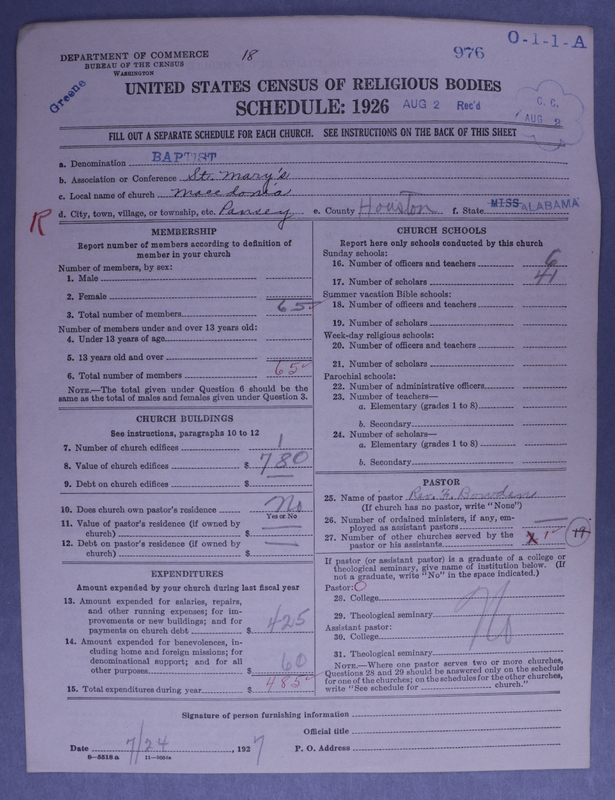 DEPARTMENT OF COMMERCE
BUREAU OF THE CENSUS
WASHINGTON
18
976
O-1-1-A
Greene
UNITED STATES CENSUS OF RELIGIOUS BODIES
SCHEDULE: 1926
AUG 2 Rec'd
C. C.
AUG
FILL OUT A SEPARATE SCHEDULE FOR EACH CHURCH. SEE INSTRUCTIONS ON THE BACK OF THIS SHEET
a. Denomination BAPTIST
b. Association or Conference St. Mary's
c. Local name of church Macedonia
R
d. City, town, village, or township, etc. Pansey e. County Houston f. State MISS ALABAMA
MEMBERSHIP
Report number of members according to definition of
member in your church
Number of members, by sex:
1. Male
2. Female
3. Total number of members 65
Number of members under and over 13 years old:
4. Under 13 years of age
5. 13 years old and over
6. Total number of members 65
NOTE.—The total given under Question 6 should be the
same as the total of males and females given under Question 3.
CHURCH BUILDINGS
See instructions, paragraphs 10 to 12
7. Number of church edifices 1
8. Value of church edifices $ 780
9. Debt on church edifices $ —
10. Does church own pastor's residence No
Yes or No
11. Value of pastor's residence (if owned by
church) $ —
12. Debt on pastor's residence (if owned by
church) $ —
EXPENDITURES
Amount expended by your church during last fiscal year
13. Amount expended for salaries, repairs,
and other running expenses; for im-
provements or new buildings; and for
payments on church debt $ 425
14. Amount expended for benevolences, in-
cluding home and foreign missions; for
denominational support; and for all
other purposes $ 60
15. Total expenditures during year $ 485
CHURCH SCHOOLS
Report here only schools conducted by this church
Sunday schools:
16. Number of officers and teachers 6
17. Number of scholars 41
Summer vacation Bible schools:
18. Number of officers and teachers
19. Number of scholars
Week-day religious schools:
20. Number of officers and teachers
21. Number of scholars
Parochial schools:
22. Number of administrative officers
23. Number of teachers—
a. Elementary (grades 1 to 8)
b. Secondary
24. Number of scholars—
a. Elementary (grades 1 to 8)
b. Secondary
PASTOR
25. Name of pastor Rev. F. Bowden
(If church has no pastor, write "None")
26. Number of ordained ministers, if any, em-
ployed as assistant pastors —
27. Number of other churches served by the
pastor or his assistants 1 19
If pastor (or assistant pastor) is a graduate of a college or
theological seminary, give name of institution below. (If
not a graduate, write "No" in the space indicated.)
Pastor: O
28. College No
29. Theological seminary
Assistant pastor:
30. College
31. Theological seminary
NOTE.—Where one pastor serves two or more churches,
Questions 28 and 29 should be answered only on the schedule
for one of the churches; on the schedules for the other churches,
write "See schedule for church."
Signature of person furnishing information
Official title
Date 7/24, 1927 P. O. Address
8—5518a